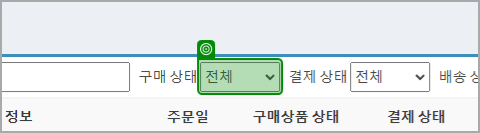 구매 상태 전체 결제 상태 전체 배송 상
정보 주문일 구매상품 상태 결제 상태